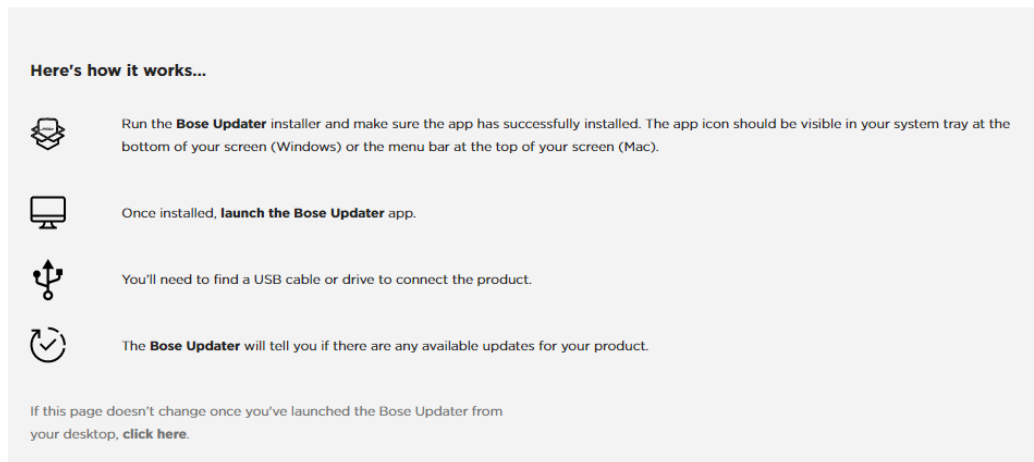 Here's how it works...
Run the Bose Updater installer and make sure the app has successfully installed. The app icon should be visible in your system tray at the
bottom of your screen (Windows) or the menu bar at the top of your screen (Mac).
Once installed, launch the Bose Updater app.
You'll need to find a USB cable or drive to connect the product.
The Bose Updater will tell you if there are any available updates for your product.
If this page doesn't change once you've launched the Bose Updater from
your desktop, click here.